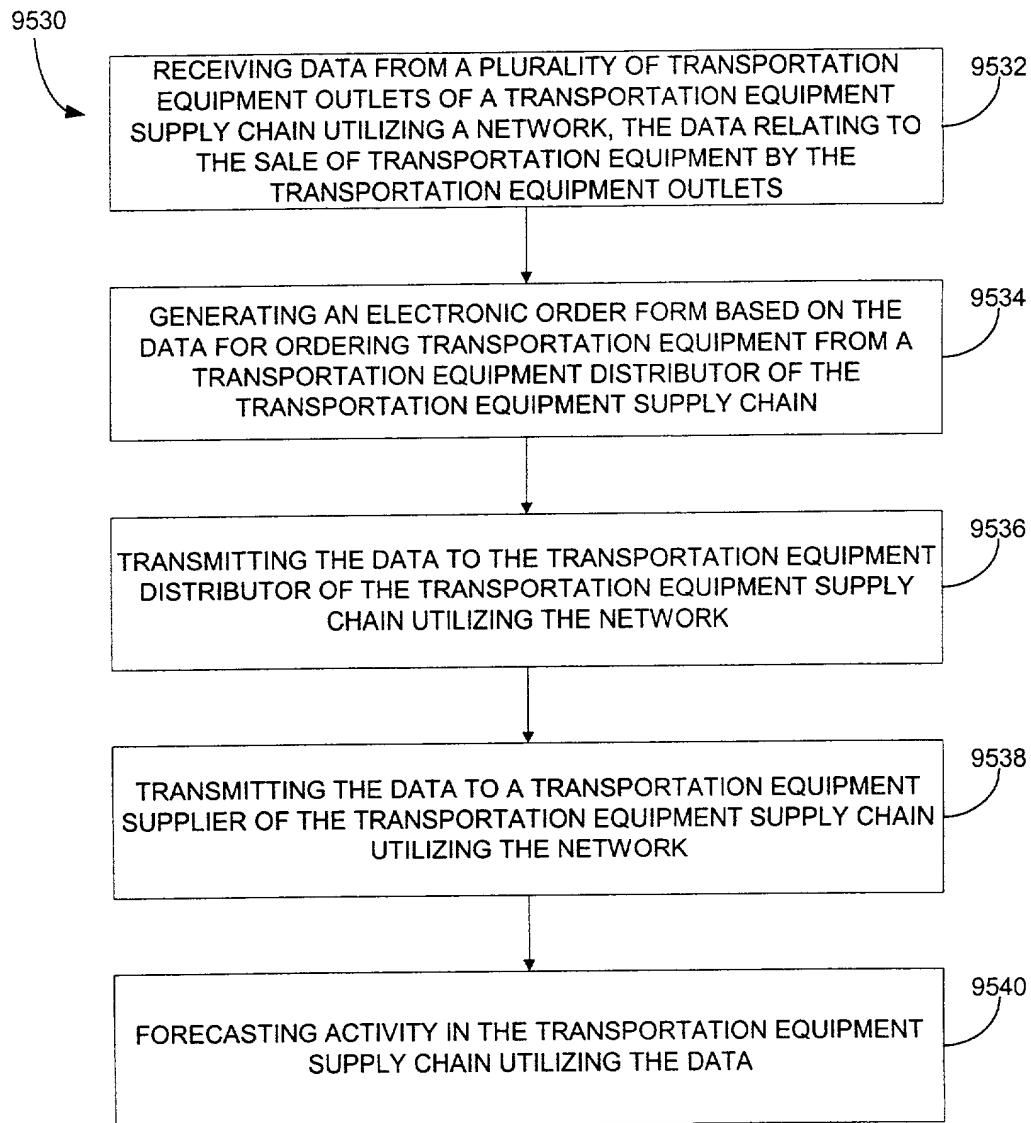 9530
RECEIVING DATA FROM A PLURALITY OF TRANSPORTATION
EQUIPMENT OUTLETS OF A TRANSPORTATION EQUIPMENT
SUPPLY CHAIN UTILIZING A NETWORK, THE DATA RELATING TO
THE SALE OF TRANSPORTATION EQUIPMENT BY THE
TRANSPORTATION EQUIPMENT OUTLETS
9532
GENERATING AN ELECTRONIC ORDER FORM BASED ON THE
DATA FOR ORDERING TRANSPORTATION EQUIPMENT FROM A
TRANSPORTATION EQUIPMENT DISTRIBUTOR OF THE
TRANSPORTATION EQUIPMENT SUPPLY CHAIN
9534
TRANSMITTING THE DATA TO THE TRANSPORTATION EQUIPMENT
DISTRIBUTOR OF THE TRANSPORTATION EQUIPMENT SUPPLY
CHAIN UTILIZING THE NETWORK
9536
TRANSMITTING THE DATA TO A TRANSPORTATION EQUIPMENT
SUPPLIER OF THE TRANSPORTATION EQUIPMENT SUPPLY CHAIN
UTILIZING THE NETWORK
9538
FORECASTING ACTIVITY IN THE TRANSPORTATION EQUIPMENT
SUPPLY CHAIN UTILIZING THE DATA
9540